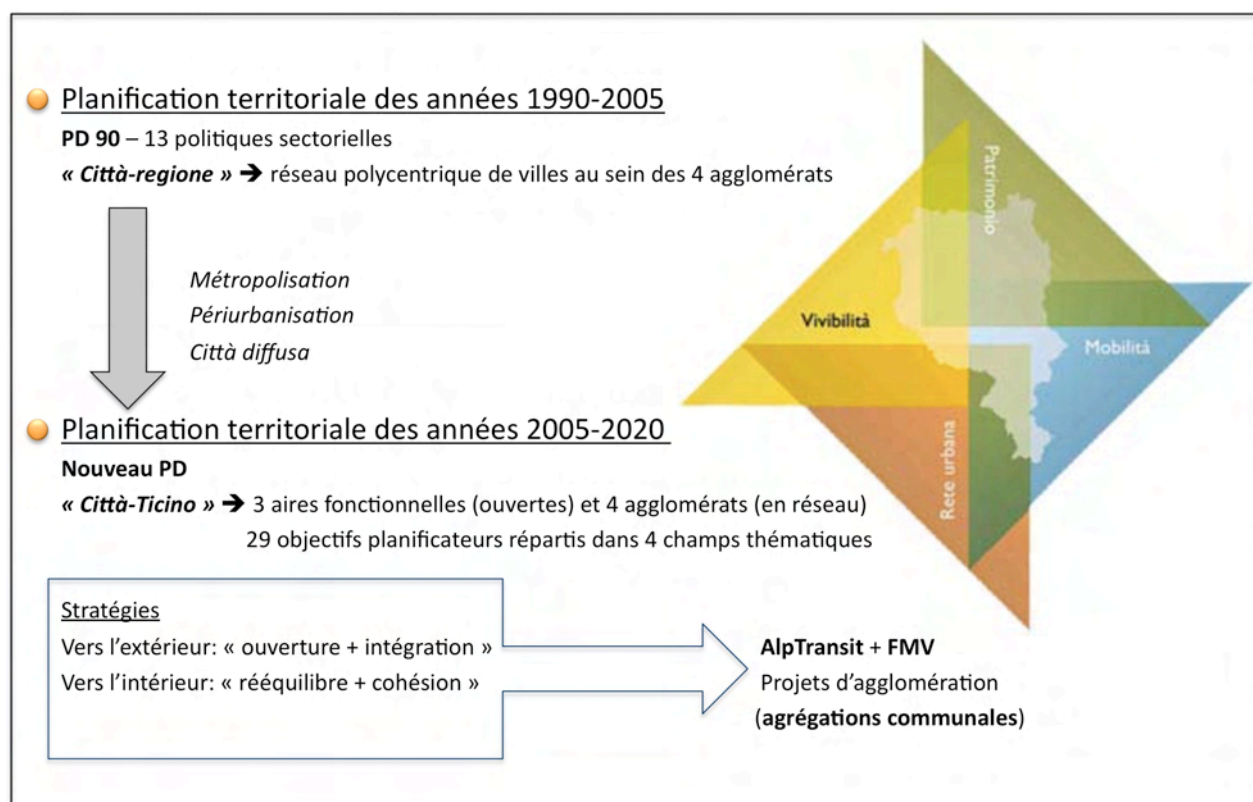 Planification territoriale des années 1990-2005
PD 90 – 13 politiques sectorielles
« Città-regione » ➔ réseau polycentrique de villes au sein des 4 agglomérats
Métropolisation
Périurbanisation
Città diffusa
Planification territoriale des années 2005-2020
Nouveau PD
« Città-Ticino » ➔ 3 aires fonctionnelles (ouvertes) et 4 agglomérats (en réseau)
29 objectifs planificateurs répartis dans 4 champs thématiques
Stratégies
Vers l’extérieur: « ouverture + intégration »
Vers l’intérieur: « rééquilibre + cohésion »
AlpTransit + FMV
Projets d’agglomération
(agrégations communales)
Patrimonio
Vivibilità
Mobilità
Rete urbana